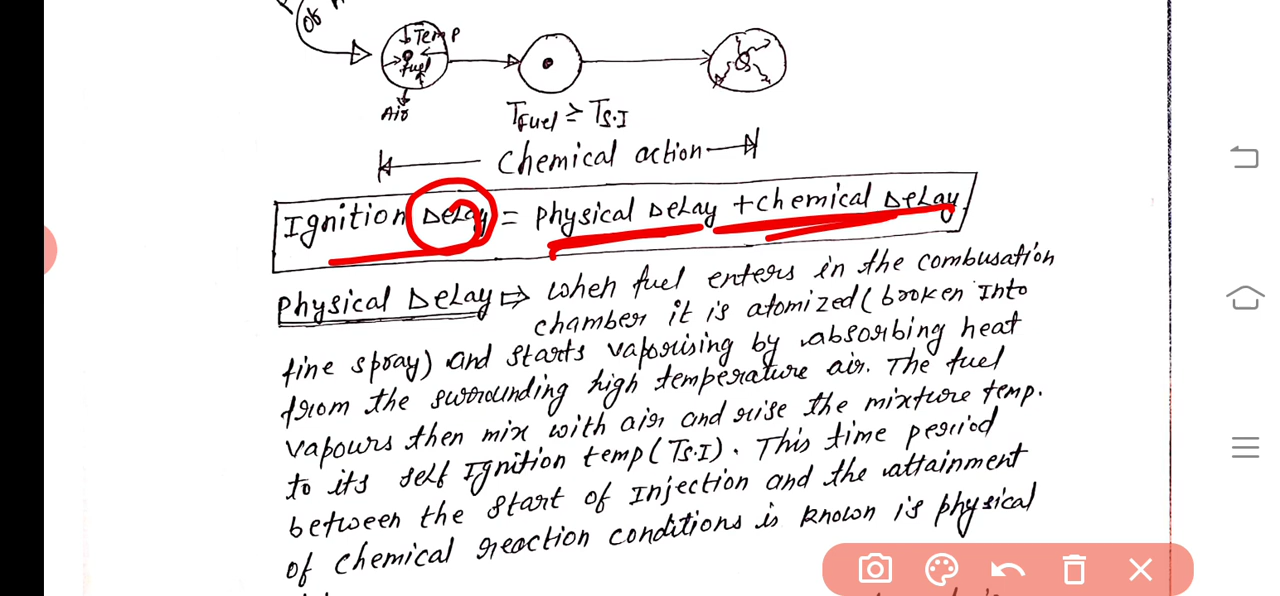 Temp
fuel
Air
Tfuel ≥ TS.I
Chemical action
Ignition Delay = Physical Delay + chemical Delay
Physical Delay ⇨ When fuel enters in the combusation
chamber it is atomized (broken Into
fine spray) and starts vaporising by absorbing heat
from the surrounding high temperature air. The fuel
vapours then mix with air and rise the mixture temp.
to its self Ignition temp (TS.I). This time period
between the start of Injection and the attainment
of chemical reaction conditions is known is physical